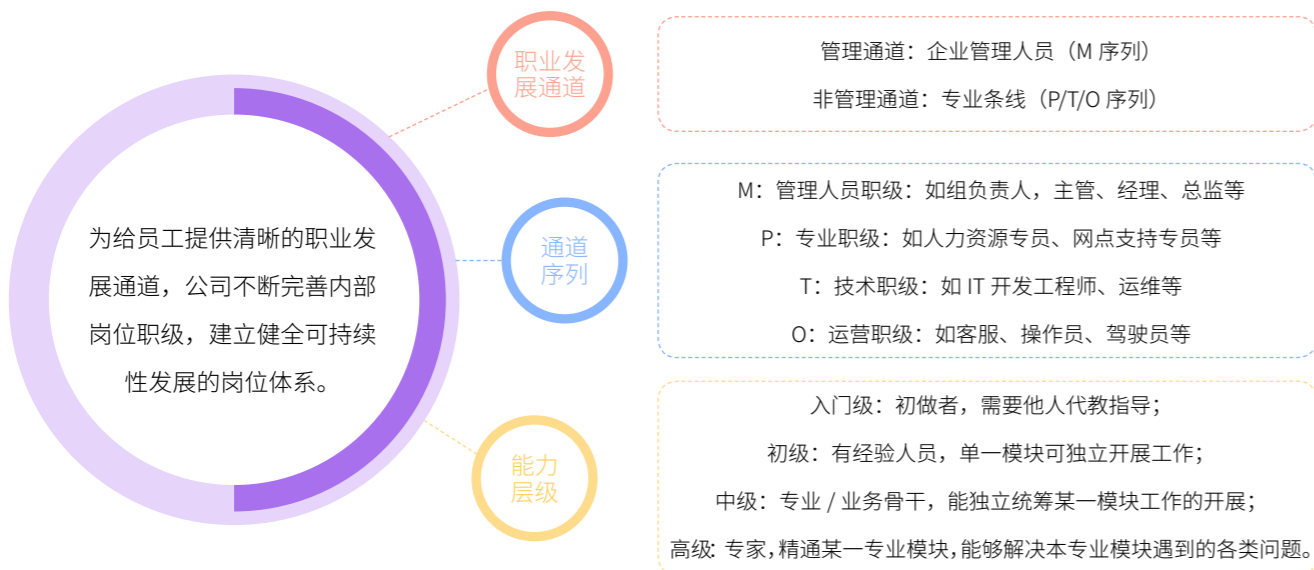 为给员工提供清晰的职业发
展通道，公司不断完善内部
岗位职级，建立健全可持续
性发展的岗位体系。
职业发
展通道
管理通道：企业管理人员（M 序列）
非管理通道：专业条线（P/T/O 序列）
通道
序列
M：管理人员职级：如组负责人，主管、经理、总监等
P：专业职级：如人力资源专员、网点支持专员等
T：技术职级：如 IT 开发工程师、运维等
O：运营职级：如客服、操作员、驾驶员等
能力
层级
入门级：初做者，需要他人代教指导；
初级：有经验人员，单一模块可独立开展工作；
中级：专业 / 业务骨干，能独立统筹某一模块工作的开展；
高级：专家，精通某一专业模块，能够解决本专业模块遇到的各类问题。